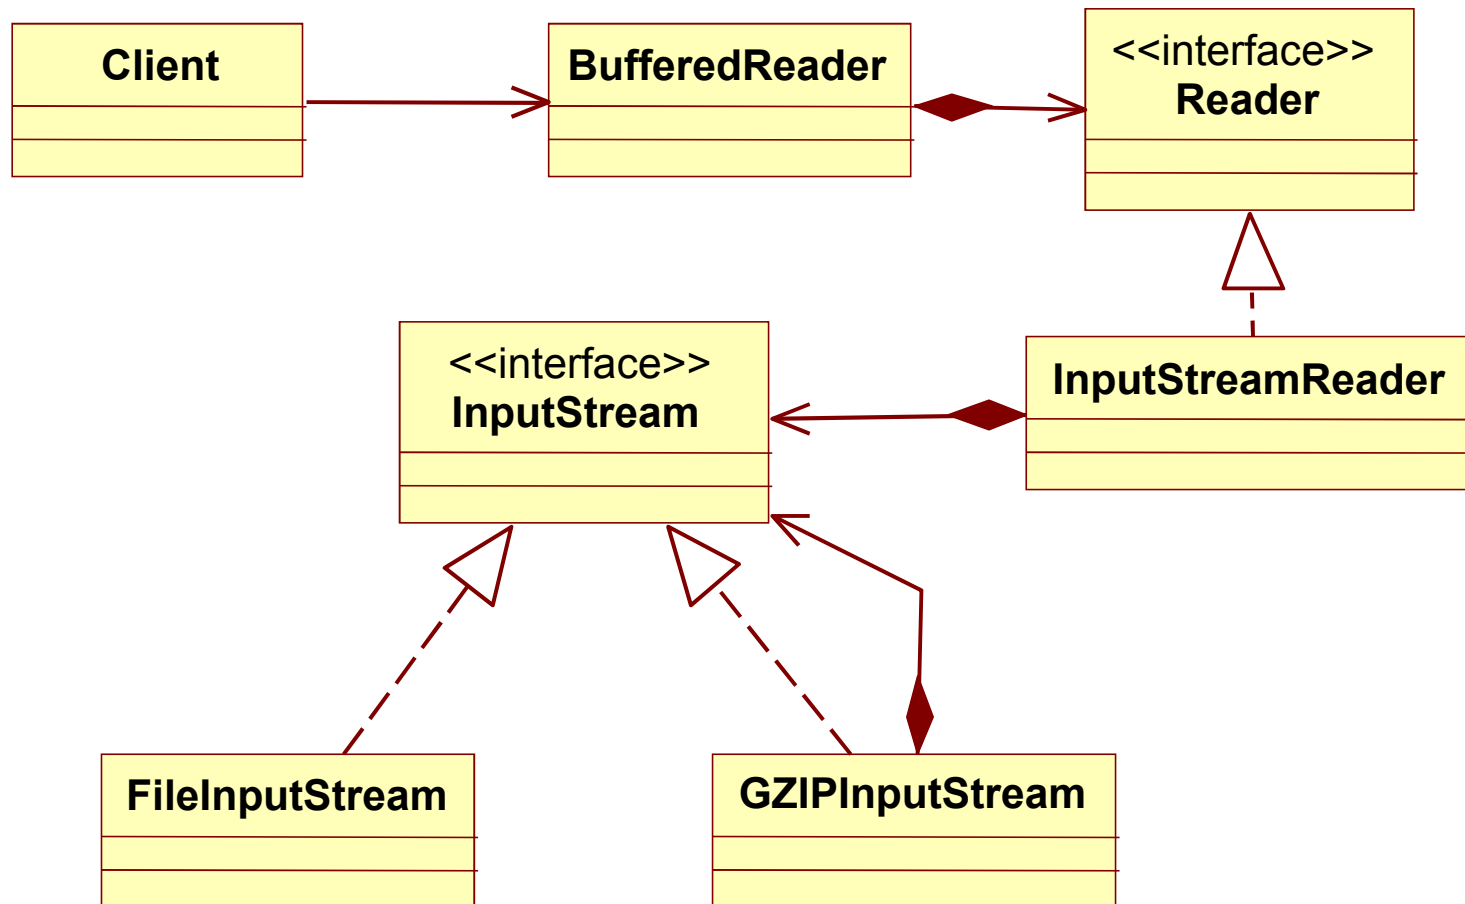 Client
BufferedReader
<<interface>>
Reader
<<interface>>
InputStream
InputStreamReader
FileInputStream
GZIPInputStream